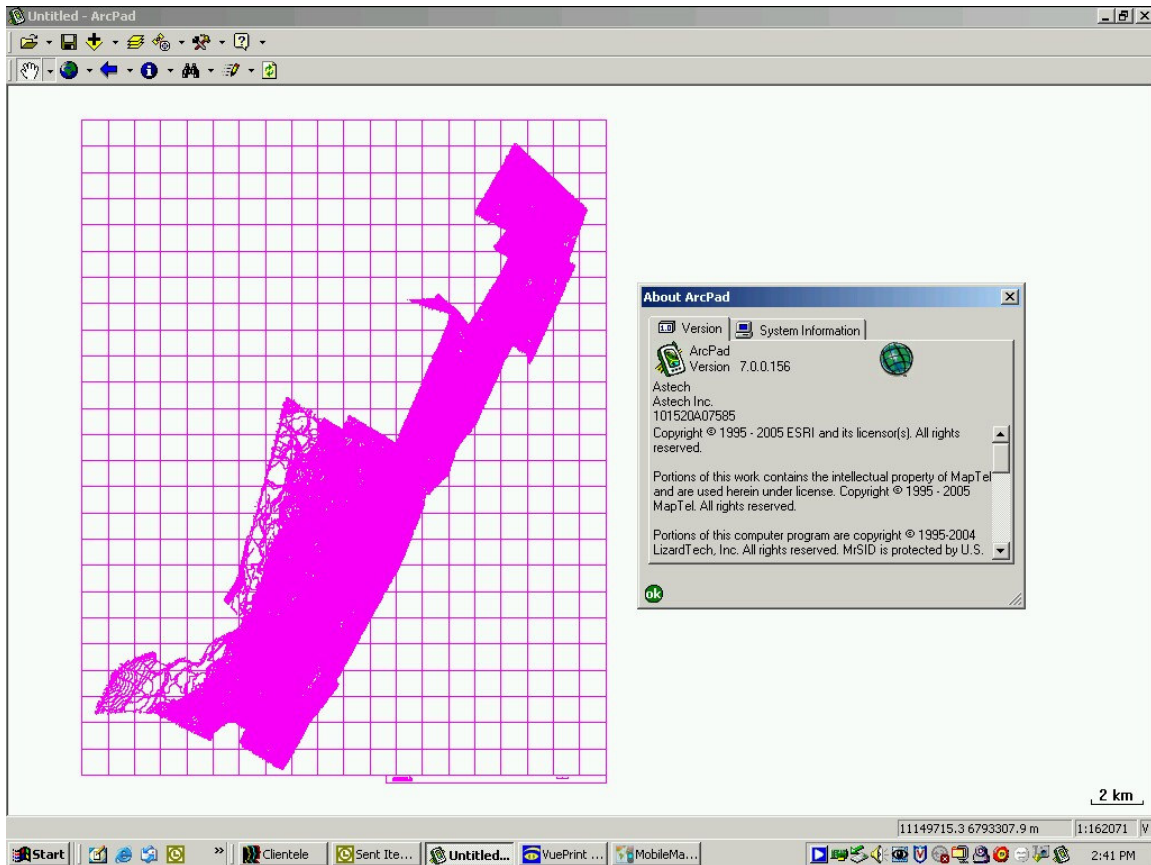 Untitled - ArcPad
About ArcPad
Version
System Information
ArcPad
Version 7.0.0.156
Astech
Astech Inc.
101520A07585
Copyright © 1995 - 2005 ESRI and its licensor(s). All rights
reserved.
Portions of this work contains the intellectual property of MapTel
and are used herein under license. Copyright © 1995 - 2005
MapTel. All rights reserved.
Portions of this computer program are copyright © 1995-2004
LizardTech, Inc. All rights reserved. MrSID is protected by U.S.
ok
2 km
11149715.3 6793307.9 m 1:162071 V
Start » Clientele Sent Ite... Untitled... VuePrint ... MobileMa... 2:41 PM